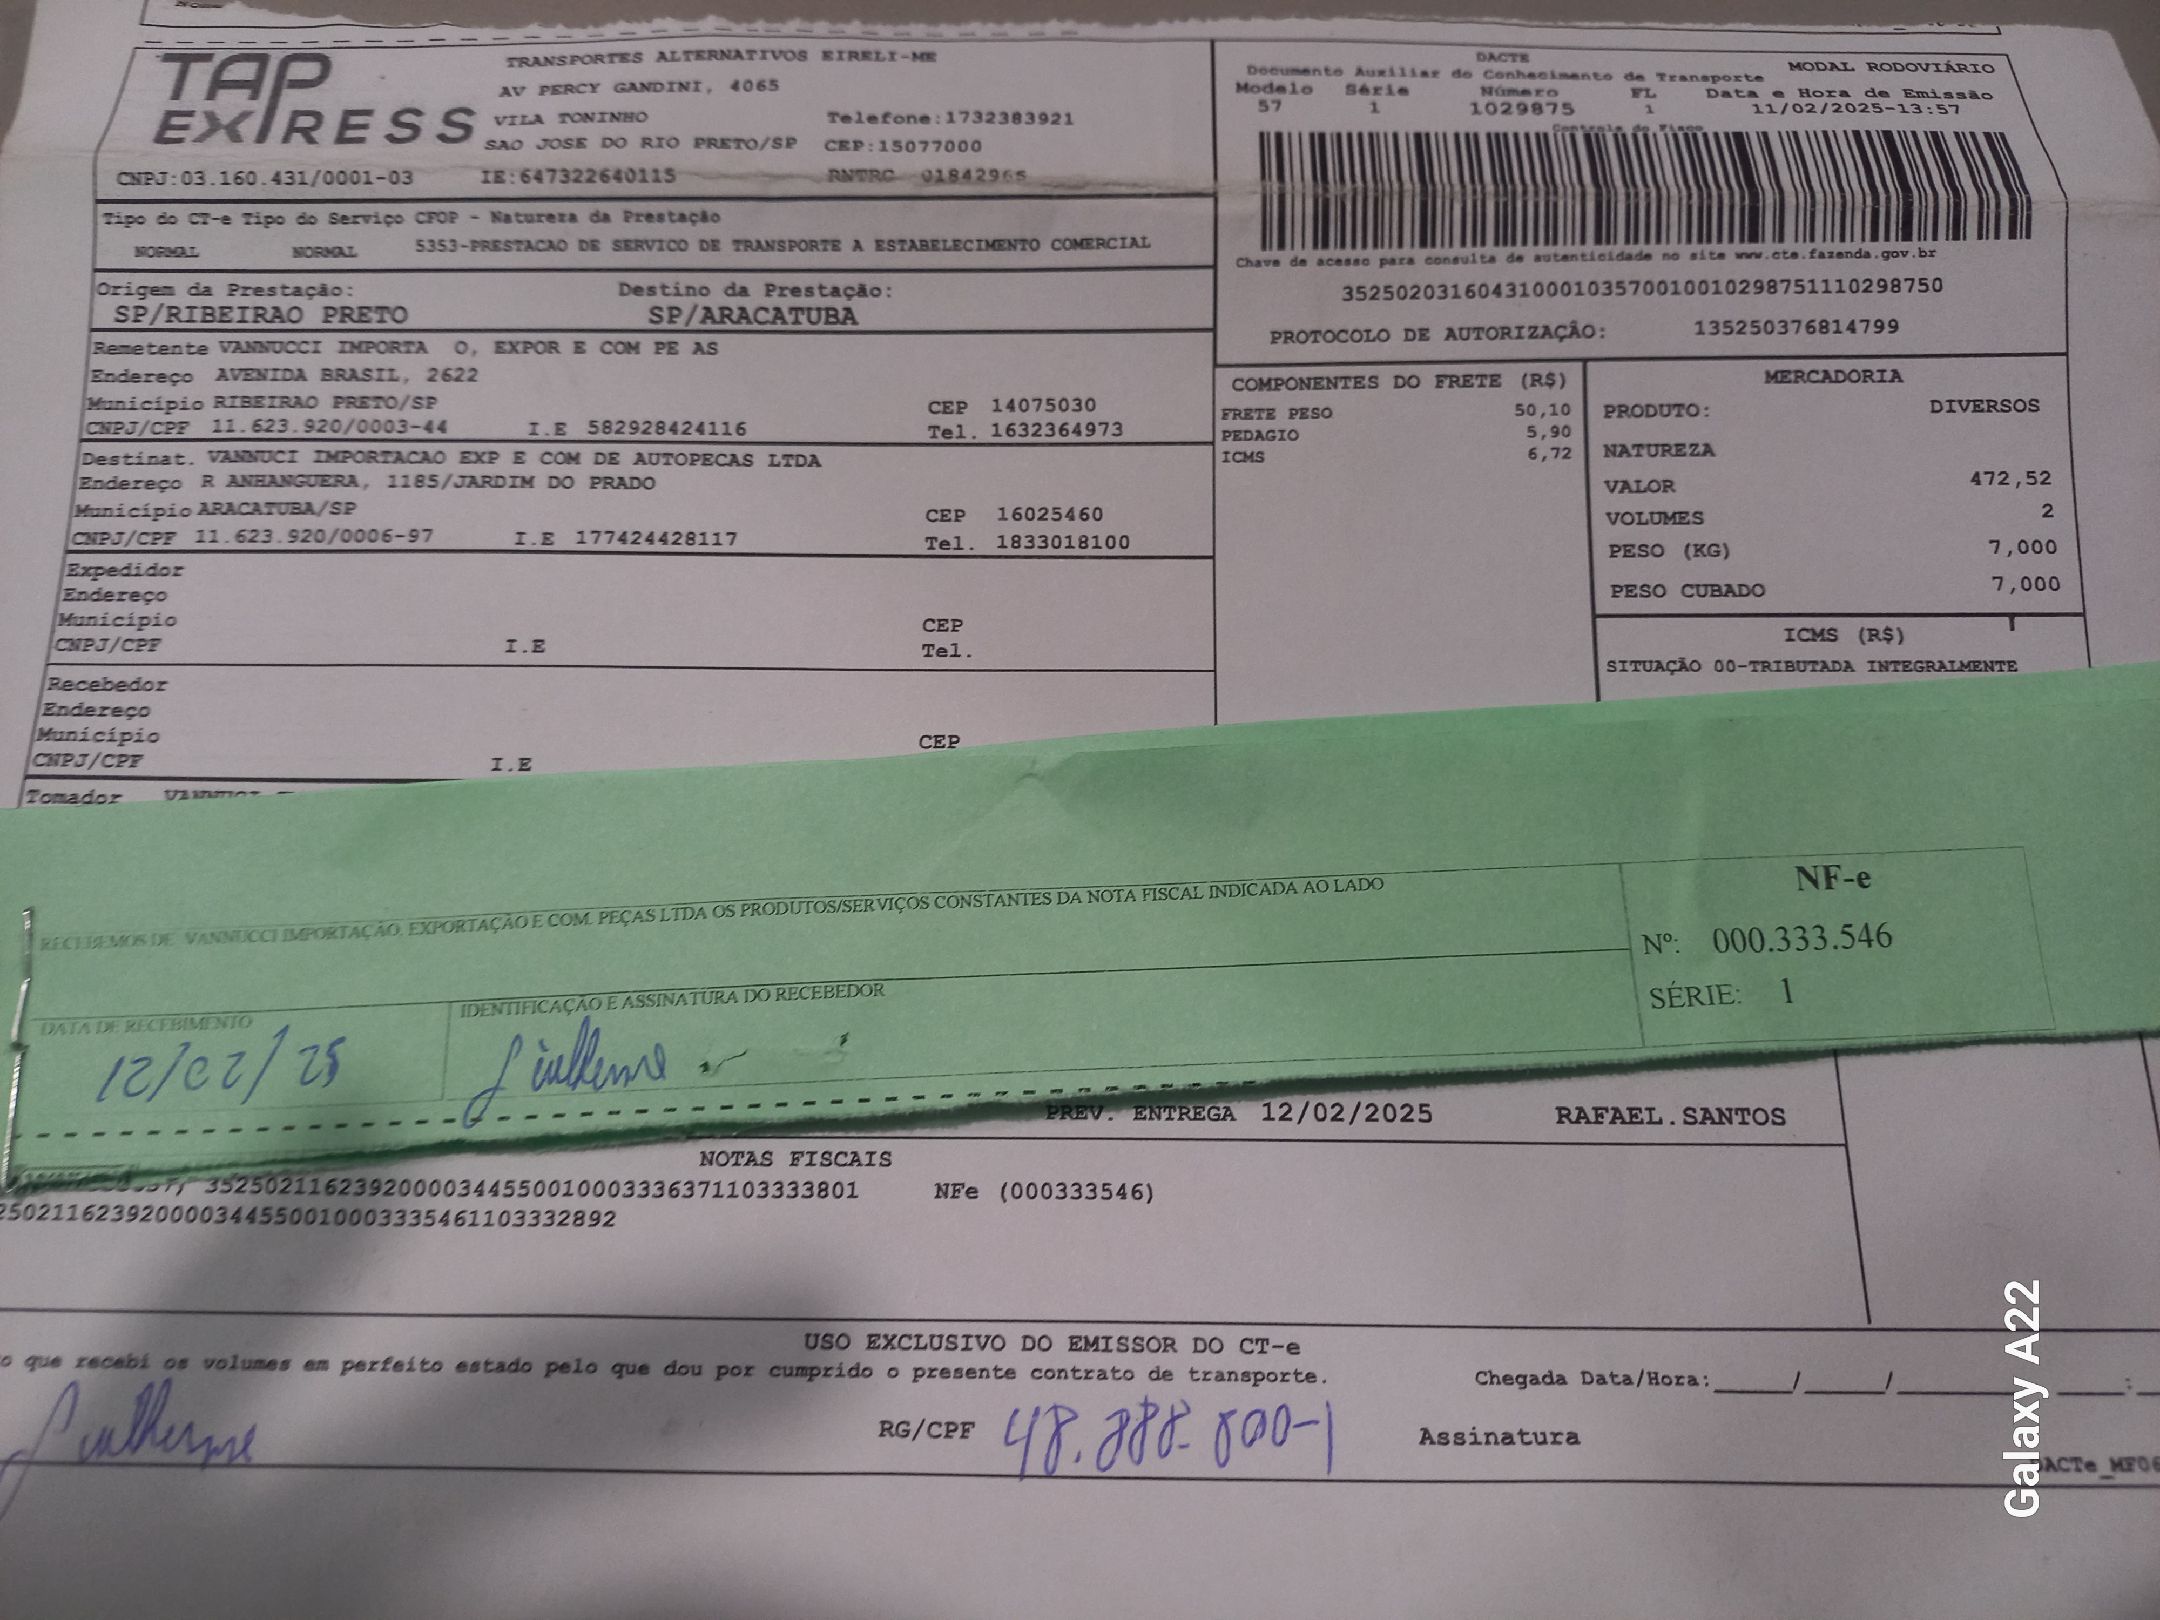 TAP EXPRESS
TRANSPORTES ALTERNATIVOS EIRELI-ME
AV PERCY GANDINI, 4065
VILA TONINHO Telefone:1732383921
SAO JOSE DO RIO PRETO/SP CEP:15077000
CNPJ:03.160.431/0001-03 IE:647322640115 RNTRC 01842965
DACTE
Documento Auxiliar do Conhecimento de Transporte MODAL RODOVIÁRIO
Modelo Série Número FL Data e Hora de Emissão
57 1 1029875 1 11/02/2025-13:57
Controle do Fisco
Chave de acesso para consulta de autenticidade no site www.cte.fazenda.gov.br
35250203160431000103570010010298751110298750
PROTOCOLO DE AUTORIZAÇÃO: 135250376814799
Tipo do CT-e Tipo do Serviço CFOP - Natureza da Prestação
NORMAL NORMAL 5353-PRESTACAO DE SERVICO DE TRANSPORTE A ESTABELECIMENTO COMERCIAL
Origem da Prestação: Destino da Prestação:
SP/RIBEIRAO PRETO SP/ARACATUBA
Remetente VANNUCCI IMPORTA O, EXPOR E COM PE AS
Endereço AVENIDA BRASIL, 2622
Município RIBEIRAO PRETO/SP CEP 14075030
CNPJ/CPF 11.623.920/0003-44 I.E 582928424116 Tel. 1632364973
Destinat. VANNUCI IMPORTACAO EXP E COM DE AUTOPECAS LTDA
Endereço R ANHANGUERA, 1185/JARDIM DO PRADO
Município ARACATUBA/SP CEP 16025460
CNPJ/CPF 11.623.920/0006-97 I.E 177424428117 Tel. 1833018100
Expedidor
Endereço
Município CEP
CNPJ/CPF I.E Tel.
Recebedor
Endereço
Município CEP
CNPJ/CPF I.E
Tomador
COMPONENTES DO FRETE (R$)
FRETE PESO 50,10
PEDAGIO 5,90
ICMS 6,72
MERCADORIA
PRODUTO: DIVERSOS
NATUREZA
VALOR 472,52
VOLUMES 2
PESO (KG) 7,000
PESO CUBADO 7,000
ICMS (R$)
SITUAÇÃO 00-TRIBUTADA INTEGRALMENTE
RECEBEMOS DE VANNUCCI IMPORTAÇÃO, EXPORTAÇÃO E COM. PEÇAS LTDA OS PRODUTOS/SERVIÇOS CONSTANTES DA NOTA FISCAL INDICADA AO LADO
NF-e
Nº: 000.333.546
SÉRIE: 1
DATA DE RECEBIMENTO IDENTIFICAÇÃO E ASSINATURA DO RECEBEDOR
12/02/25 Guilherme
PREV. ENTREGA 12/02/2025 RAFAEL.SANTOS
NOTAS FISCAIS
35250211623920000344550010003336371103333801 NFe (000333546)
250211623920000344550010003335461103332892
USO EXCLUSIVO DO EMISSOR DO CT-e
o que recebi os volumes em perfeito estado pelo que dou por cumprido o presente contrato de transporte. Chegada Data/Hora:____/____/______ ____:
Guilherme RG/CPF 48.888.800-1 Assinatura
DACTe_MF06
Galaxy A22